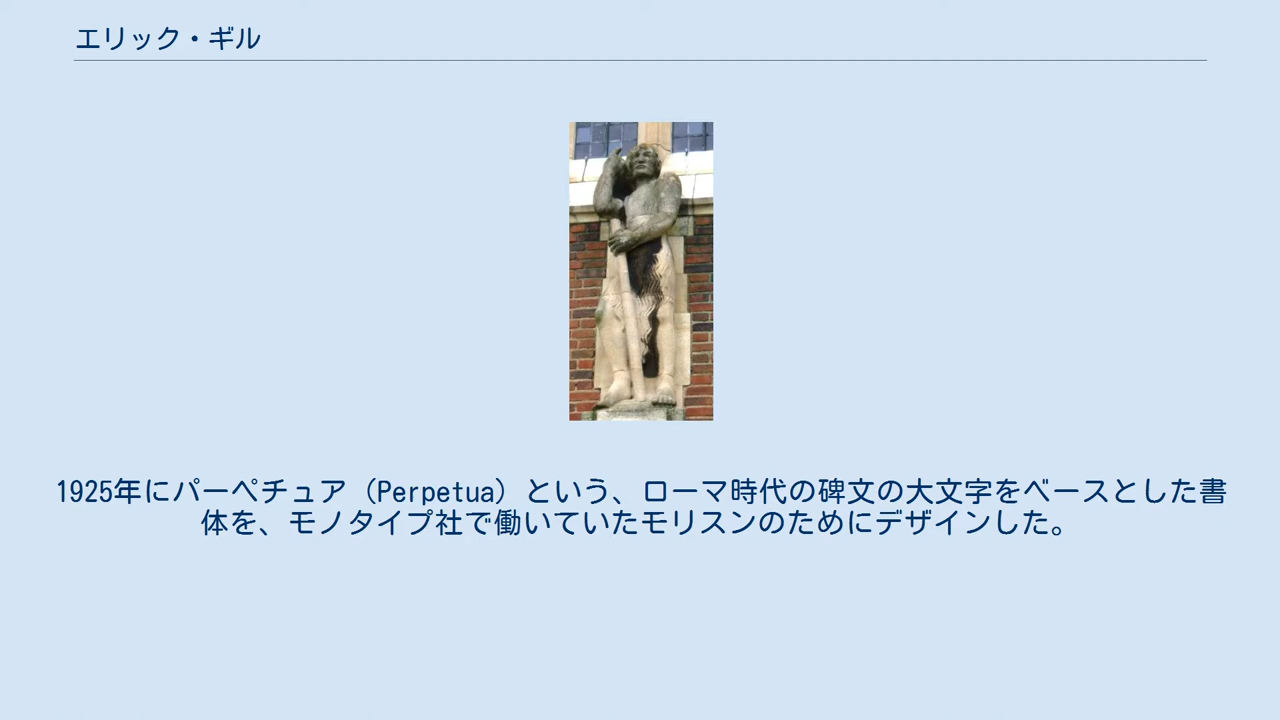 エリック・ギル
1925年にパーペチュア（Perpetua）という、ローマ時代の碑文の大文字をベースとした書
体を、モノタイプ社で働いていたモリスンのためにデザインした。